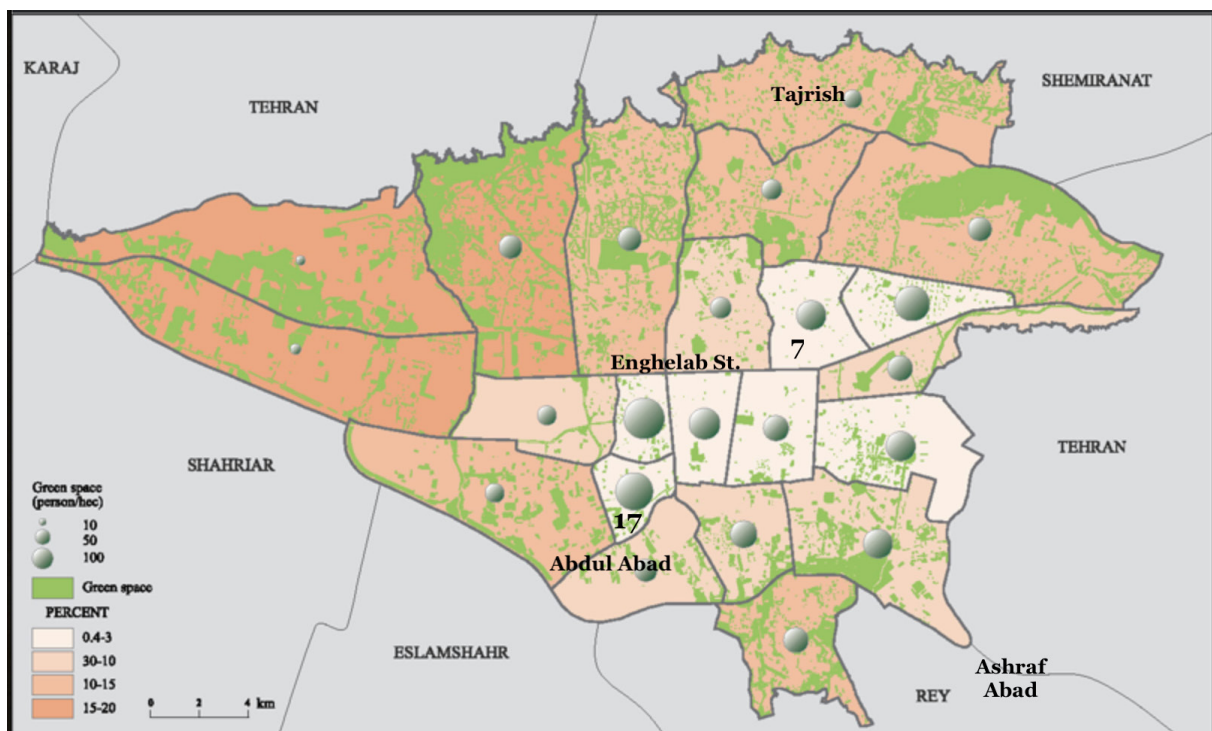 KARAJ
TEHRAN
Tajrish
SHEMIRANAT
7
Enghelab St.
SHAHRIAR
TEHRAN
17
Abdul Abad
ESLAMSHAHR
REY
Ashraf
Abad
Green space
(person/hec)
10
50
100
Green space
PERCENT
0.4-3
30-10
10-15
15-20
0 2 4 km